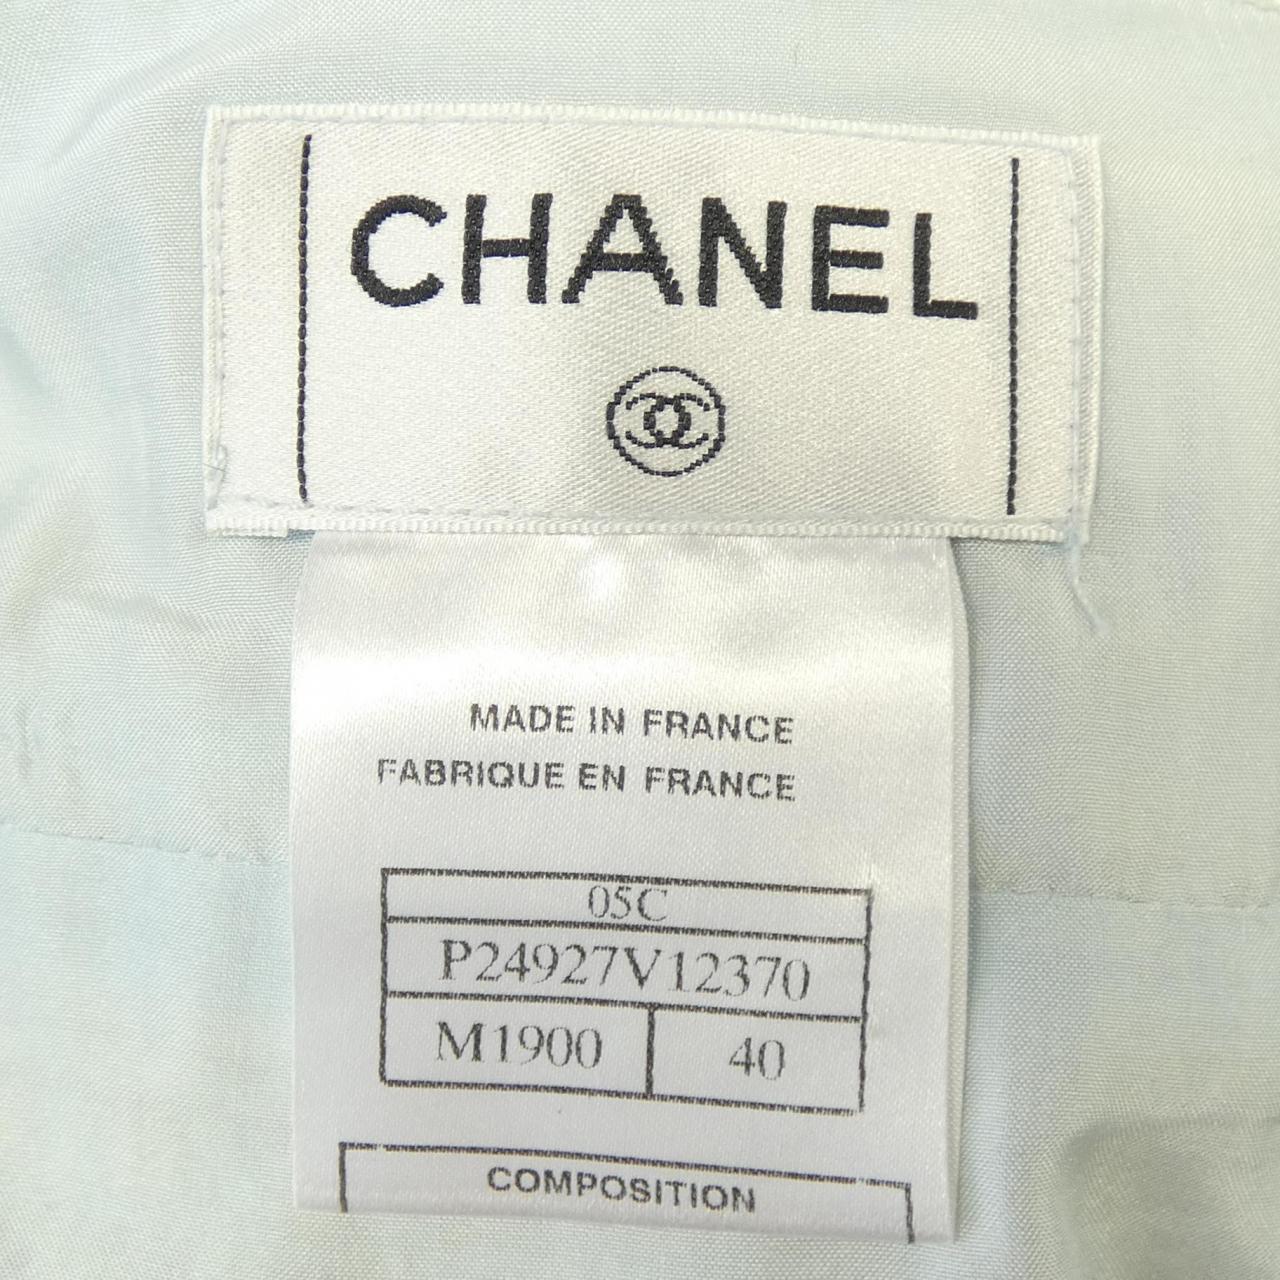 CHANEL
MADE IN FRANCE
FABRIQUE EN FRANCE
05C
P24927V12370
M1900 40
COMPOSITION